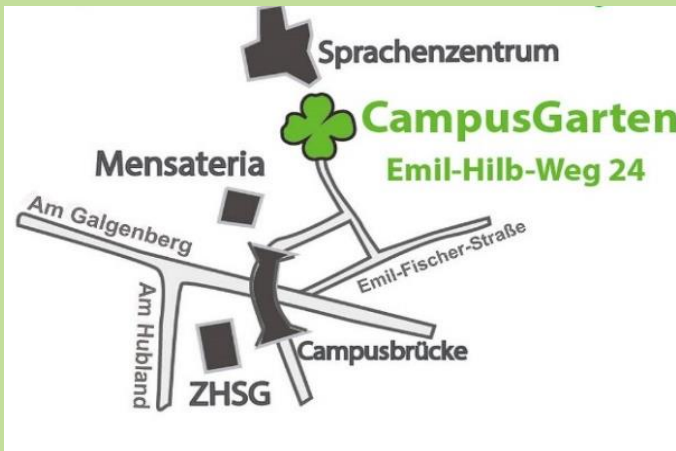 Sprachenzentrum
CampusGarten
Emil-Hilb-Weg 24
Mensateria
Am Galgenberg
Emil-Fischer-Straße
Am Hubland
Campusbrücke
ZHSG